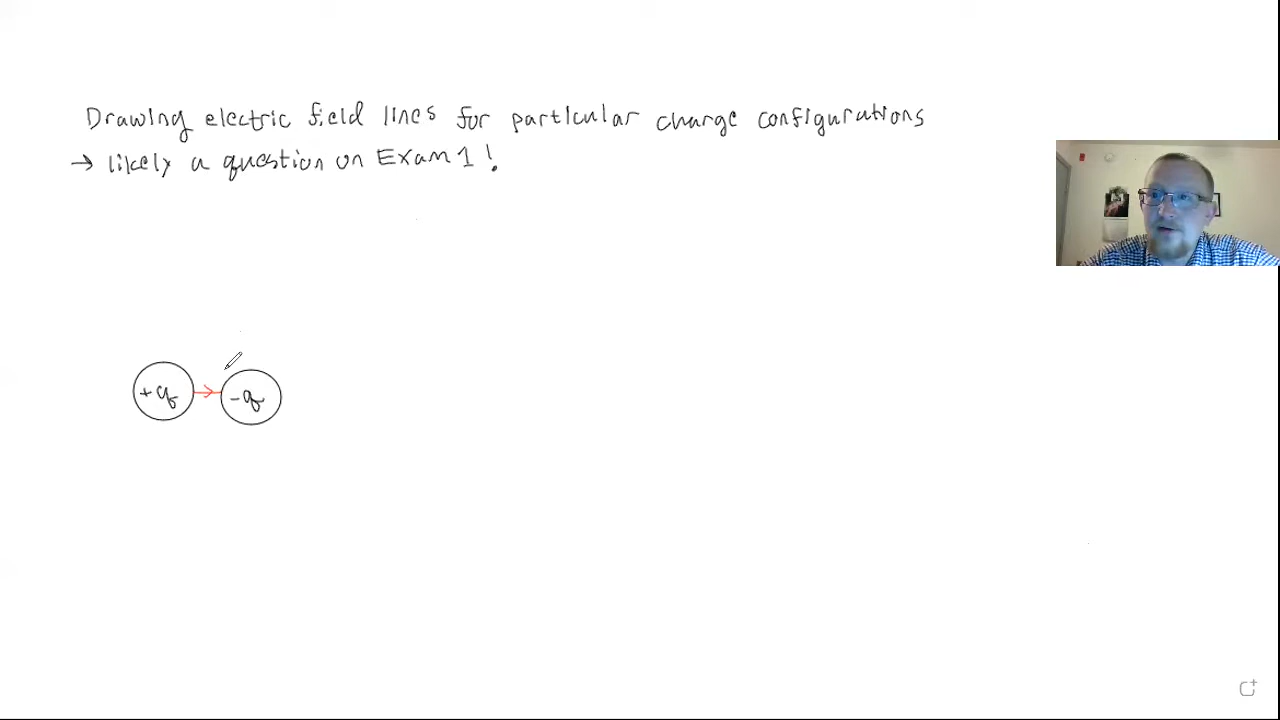 Drawing electric field lines for particular charge configurations
→ likely a question on Exam 1!
+q -q